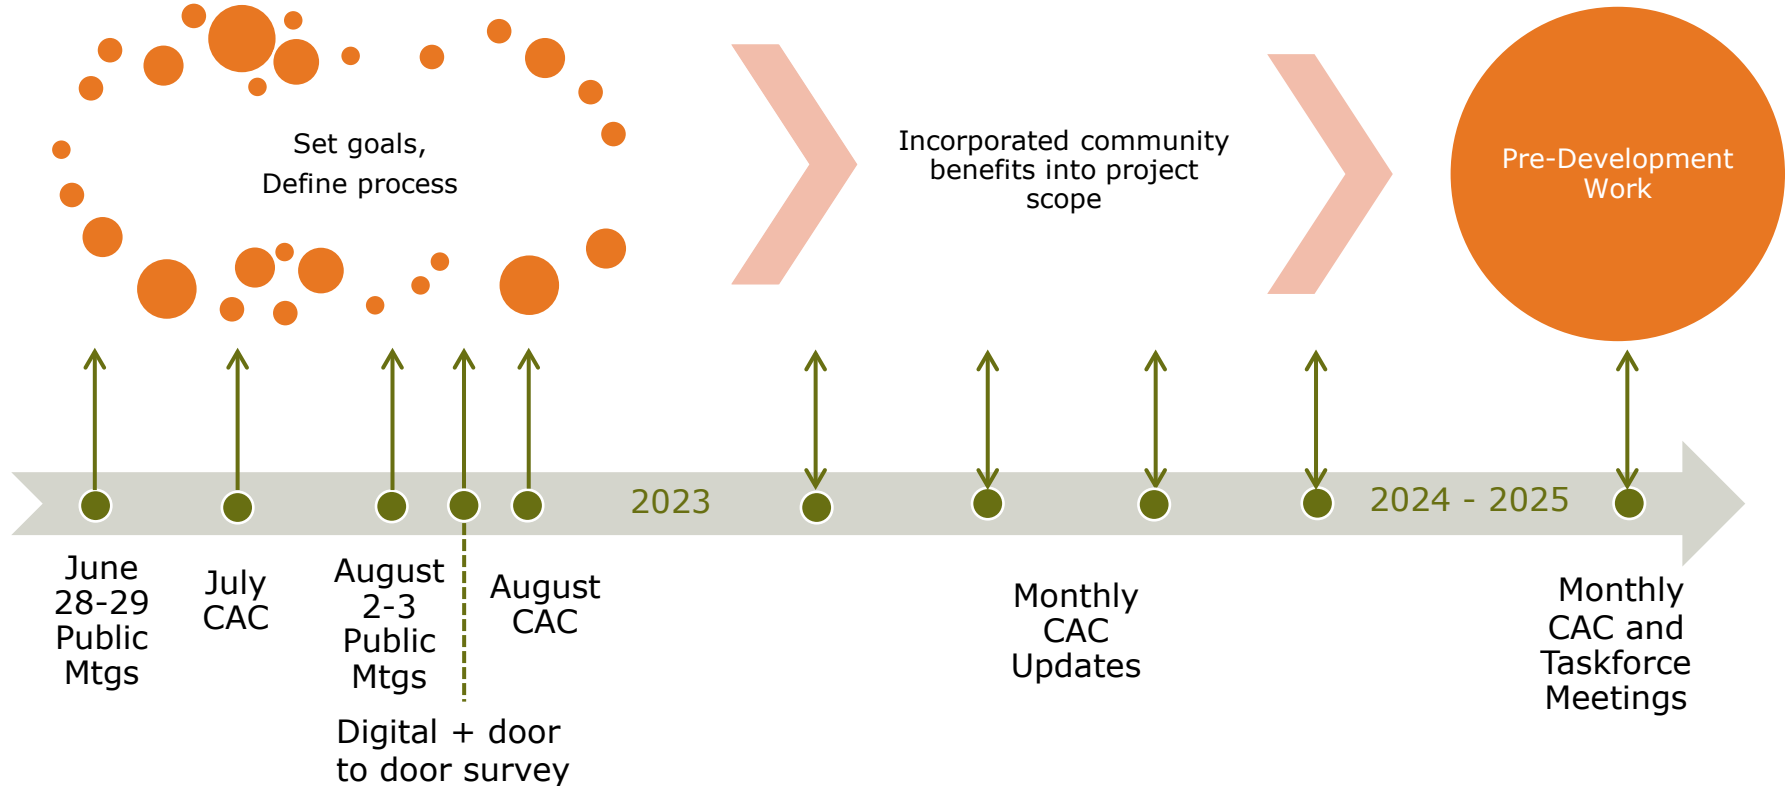 Set goals,
Define process
Incorporated community
benefits into project
scope
Pre-Development
Work
2023
2024 - 2025
June
28-29
Public
Mtgs
July
CAC
August
2-3
Public
Mtgs
August
CAC
Digital + door
to door survey
Monthly
CAC
Updates
Monthly
CAC and
Taskforce
Meetings